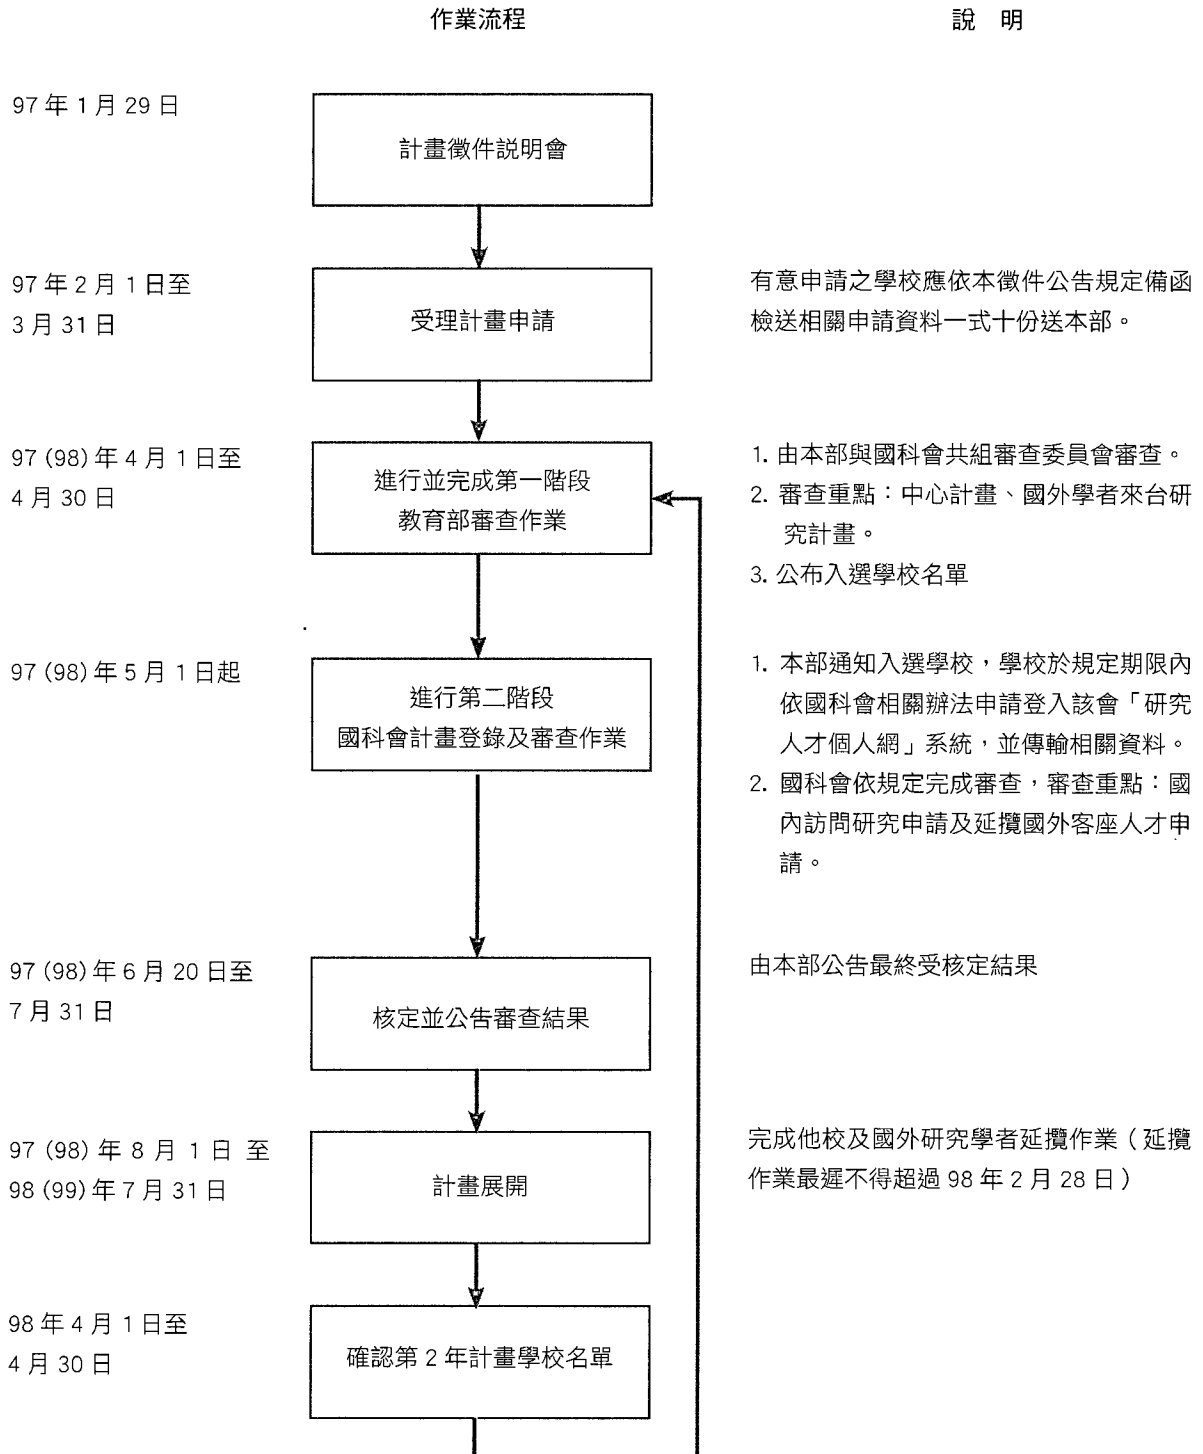 作業流程
說 明
97 年 1 月 29 日
計畫徵件說明會
97 年 2 月 1 日至
3 月 31 日
受理計畫申請
有意申請之學校應依本徵件公告規定備函
檢送相關申請資料一式十份送本部。
97 (98) 年 4 月 1 日至
4 月 30 日
進行並完成第一階段
教育部審查作業
1. 由本部與國科會共組審查委員會審查。
2. 審查重點：中心計畫、國外學者來台研
究計畫。
3. 公布入選學校名單
97 (98) 年 5 月 1 日起
進行第二階段
國科會計畫登錄及審查作業
1. 本部通知入選學校，學校於規定期限內
依國科會相關辦法申請登入該會「研究
人才個人網」系統，並傳輸相關資料。
2. 國科會依規定完成審查，審查重點：國
內訪問研究申請及延攬國外客座人才申
請。
97 (98) 年 6 月 20 日至
7 月 31 日
核定並公告審查結果
由本部公告最終受核定結果
97 (98) 年 8 月 1 日 至
98 (99) 年 7 月 31 日
計畫展開
完成他校及國外研究學者延攬作業（延攬
作業最遲不得超過 98 年 2 月 28 日）
98 年 4 月 1 日至
4 月 30 日
確認第 2 年計畫學校名單